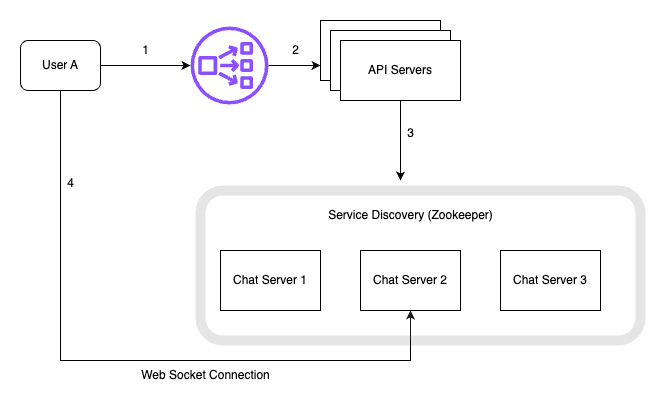 1
2
User A
API Servers
3
4
Service Discovery (Zookeeper)
Chat Server 1
Chat Server 2
Chat Server 3
Web Socket Connection